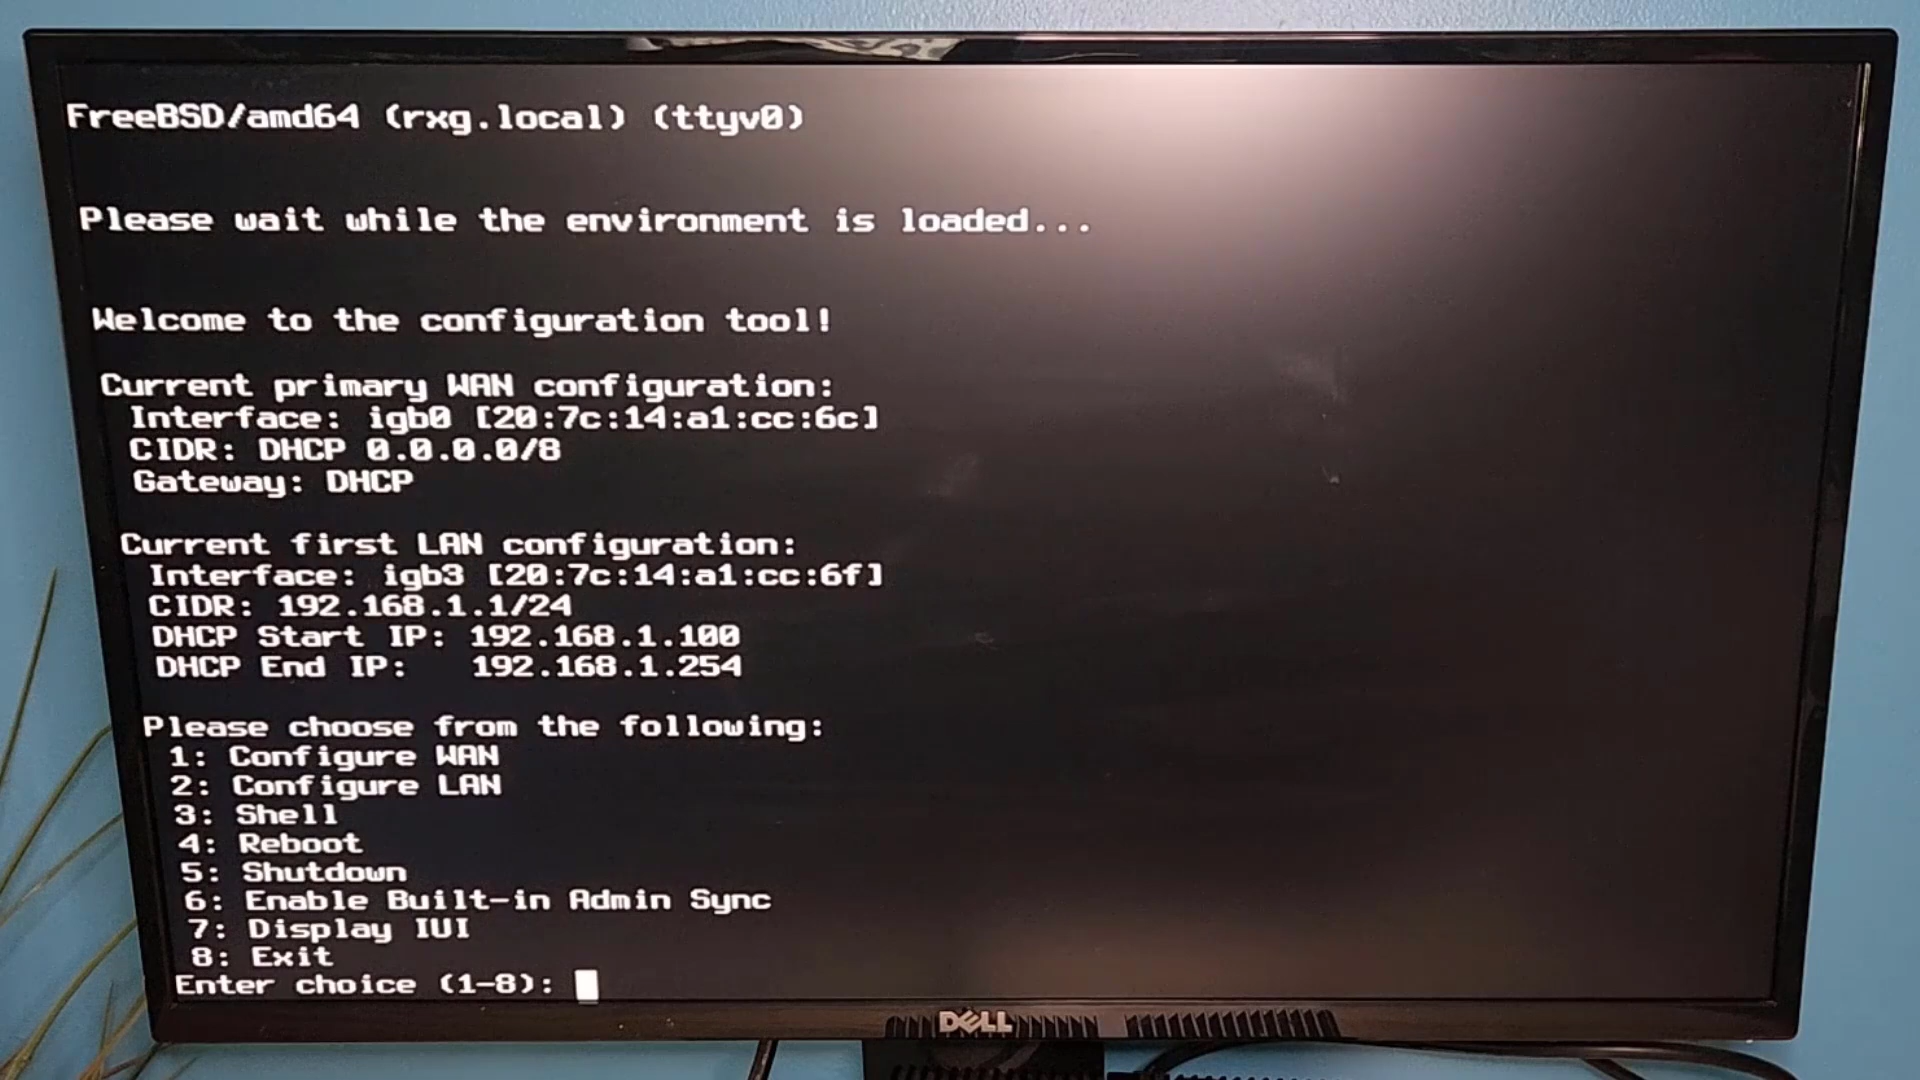 FreeBSD/amd64 (rxg.local) (ttyv0)
Please wait while the environment is loaded...
Welcome to the configuration tool!
Current primary WAN configuration:
Interface: igb0 [20:7c:14:a1:cc:6c]
CIDR: DHCP 0.0.0.0/8
Gateway: DHCP
Current first LAN configuration:
Interface: igb3 [20:7c:14:a1:cc:6f]
CIDR: 192.168.1.1/24
DHCP Start IP: 192.168.1.100
DHCP End IP:   192.168.1.254
Please choose from the following:
1: Configure WAN
2: Configure LAN
3: Shell
4: Reboot
5: Shutdown
6: Enable Built-in Admin Sync
7: Display IUI
8: Exit
Enter choice (1-8):
DELL